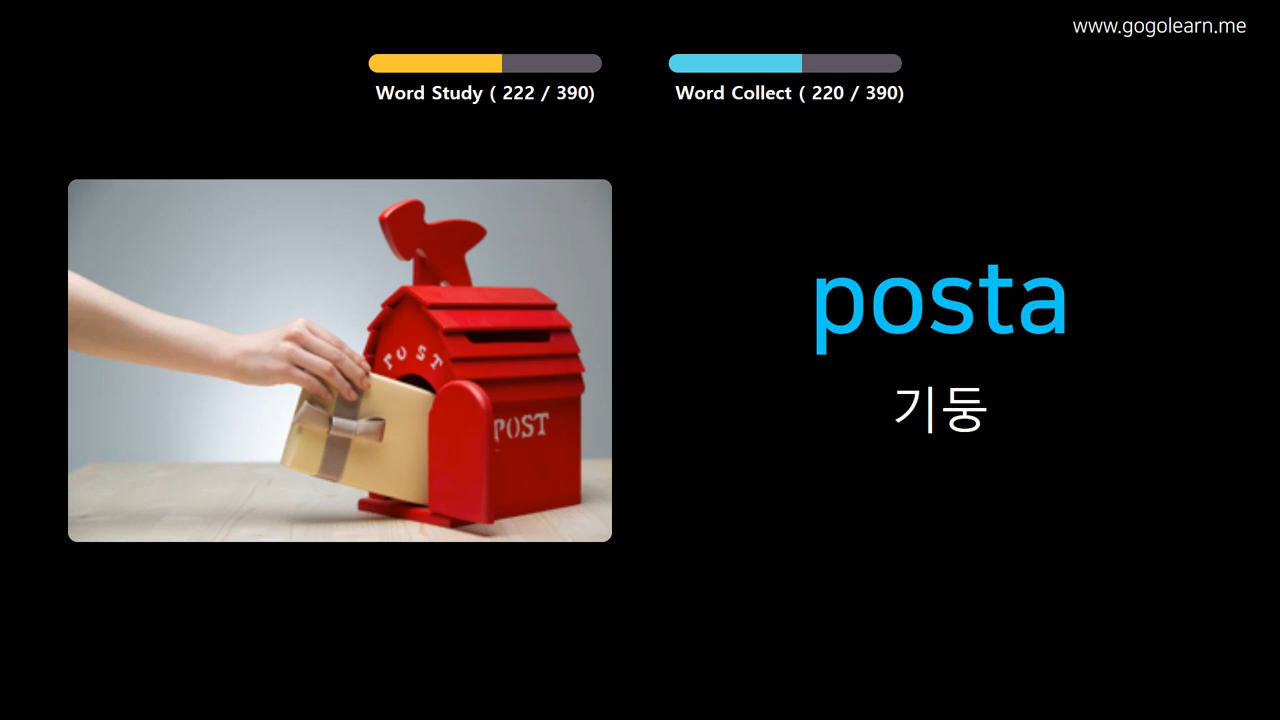 www.gogolearn.me
Word Study ( 222 / 390)
Word Collect ( 220 / 390)
POST
POST
posta
기둥